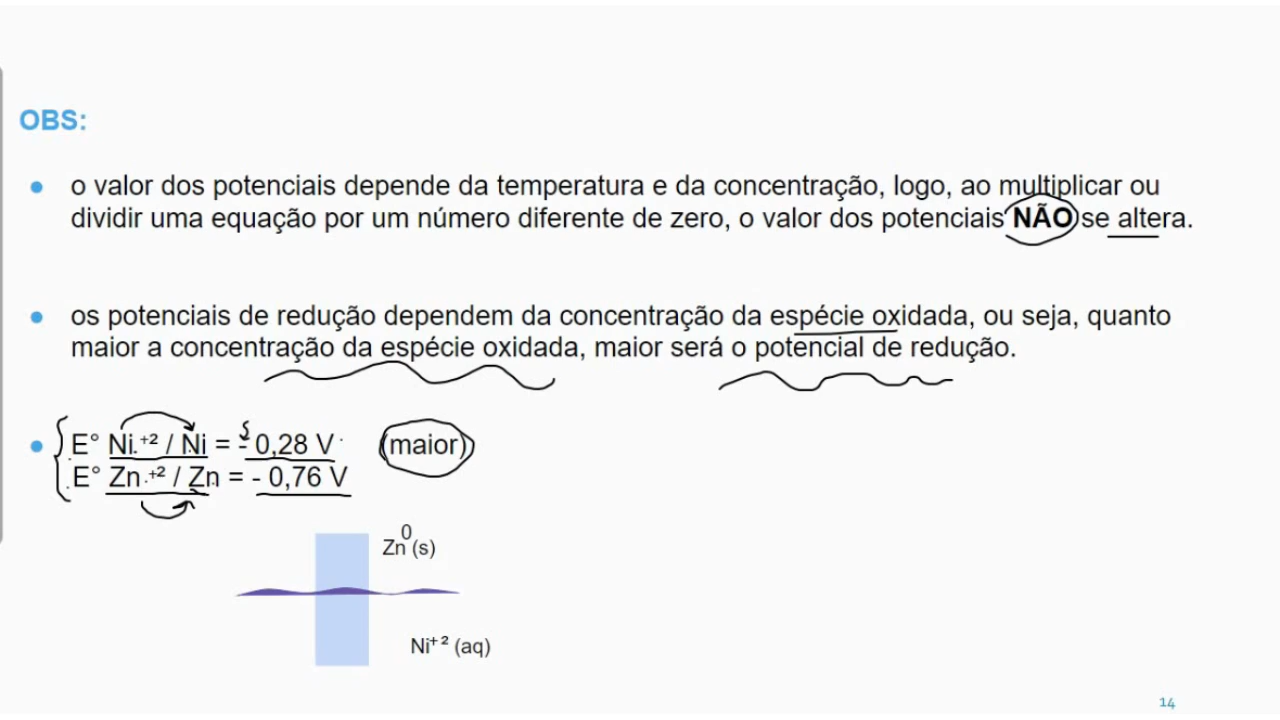 OBS:
● o valor dos potenciais depende da temperatura e da concentração, logo, ao multiplicar ou
dividir uma equação por um número diferente de zero, o valor dos potenciais NÃO se altera.
● os potenciais de redução dependem da concentração da espécie oxidada, ou seja, quanto
maior a concentração da espécie oxidada, maior será o potencial de redução.
● E° Ni ⁺² / Ni = - 0,28 V (maior)
E° Zn ⁺² / Zn = - 0,76 V
Zn⁰(s)
Ni⁺² (aq)
14